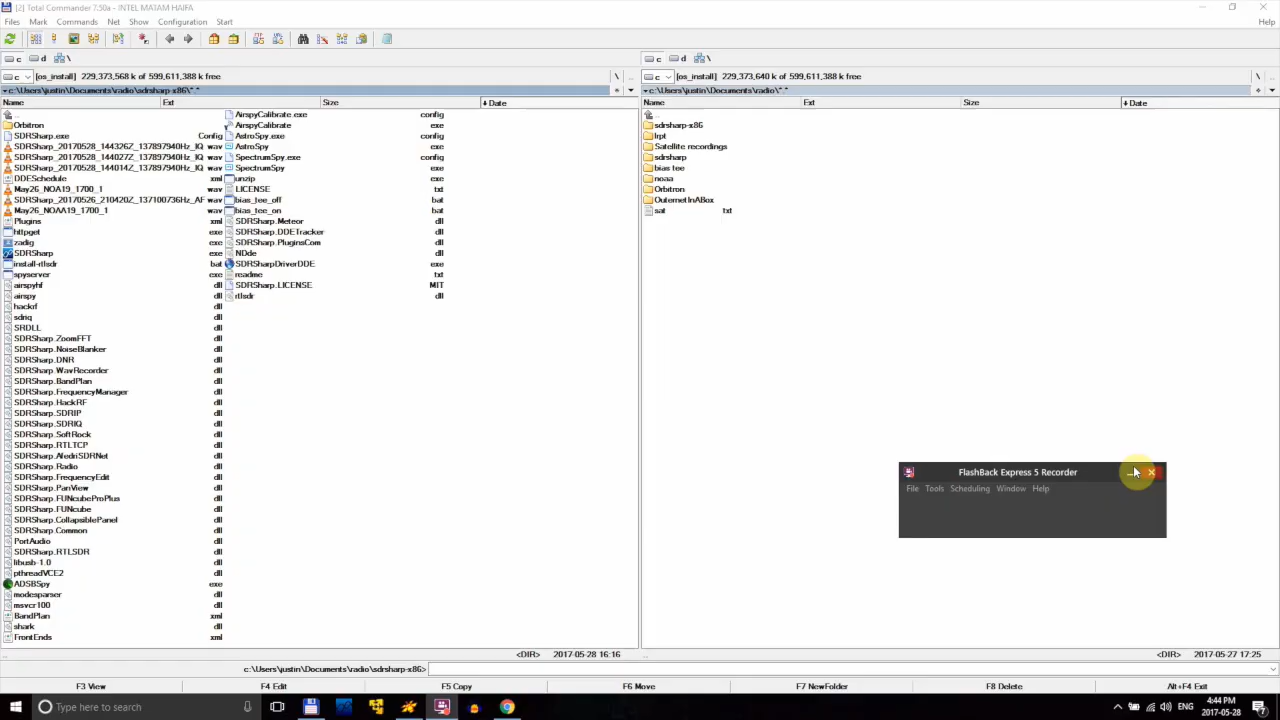 [2] Total Commander 7.50a - INTEL MATAM HAIFA
Files Mark Commands Net Show Configuration Start Help
c d \
c d \
c [os_install] 229,373,568 k of 599,611,388 k free \ ..
c [os_install] 229,373,640 k of 599,611,388 k free \ ..
c:\Users\justin\Documents\radio\sdrsharp-x86\*.*
c:\Users\justin\Documents\radio\*.*
Name Ext Size Date
Name Ext Size Date
..
Orbitron
SDRSharp.exe Config
SDRSharp_20170528_144326Z_137897940Hz_IQ wav
SDRSharp_20170528_144027Z_137897940Hz_IQ wav
SDRSharp_20170528_144014Z_137897940Hz_IQ wav
DDESchedule xml
May26_NOA19_1700_1 wav
SDRSharp_20170526_210420Z_137100736Hz_AF wav
May26_NOAA19_1700_1 wav
Plugins xml
httpget exe
zadig exe
SDRSharp exe
install-rtlsdr bat
spyserver exe
airspyhf dll
airspy dll
hackrf dll
sdriq dll
SRDLL dll
SDRSharp.ZoomFFT dll
SDRSharp.NoiseBlanker dll
SDRSharp.DNR dll
SDRSharp.WavRecorder dll
SDRSharp.BandPlan dll
SDRSharp.FrequencyManager dll
SDRSharp.HackRF dll
SDRSharp.SDRIP dll
SDRSharp.SDRIQ dll
SDRSharp.SoftRock dll
SDRSharp.RTLTCP dll
SDRSharp.AfedriSDRNet dll
SDRSharp.Radio dll
SDRSharp.FrequencyEdit dll
SDRSharp.PanView dll
SDRSharp.FUNcubeProPlus dll
SDRSharp.FUNcube dll
SDRSharp.CollapsiblePanel dll
SDRSharp.Common dll
PortAudio dll
SDRSharp.RTLSDR dll
libusb-1.0 dll
pthreadVCE2 dll
ADSBSpy exe
modesparser dll
msvcr100 dll
BandPlan xml
shark dll
FrontEnds xml
AirspyCalibrate.exe config
AirspyCalibrate exe
AstroSpy.exe config
AstroSpy exe
SpectrumSpy.exe config
SpectrumSpy exe
unzip exe
LICENSE txt
bias_tee_off bat
bias_tee_on bat
SDRSharp.Meteor dll
SDRSharp.DDETracker dll
SDRSharp.PluginsCom dll
NDde dll
SDRSharpDriverDDE exe
readme txt
SDRSharp.LICENSE MIT
rtlsdr dll
..
sdrsharp-x86
lrpt
Satellite recordings
sdrsharp
bias tee
noaa
Orbitron
OuternetInABox
sat txt
FlashBack Express 5 Recorder
File Tools Scheduling Window Help
.. <DIR> 2017-05-28 16:16
.. <DIR> 2017-05-27 17:25
c:\Users\justin\Documents\radio\sdrsharp-x86>
F3 View F4 Edit F5 Copy F6 Move F7 NewFolder F8 Delete Alt+F4 Exit
Type here to search
ENG
4:44 PM
2017-05-28